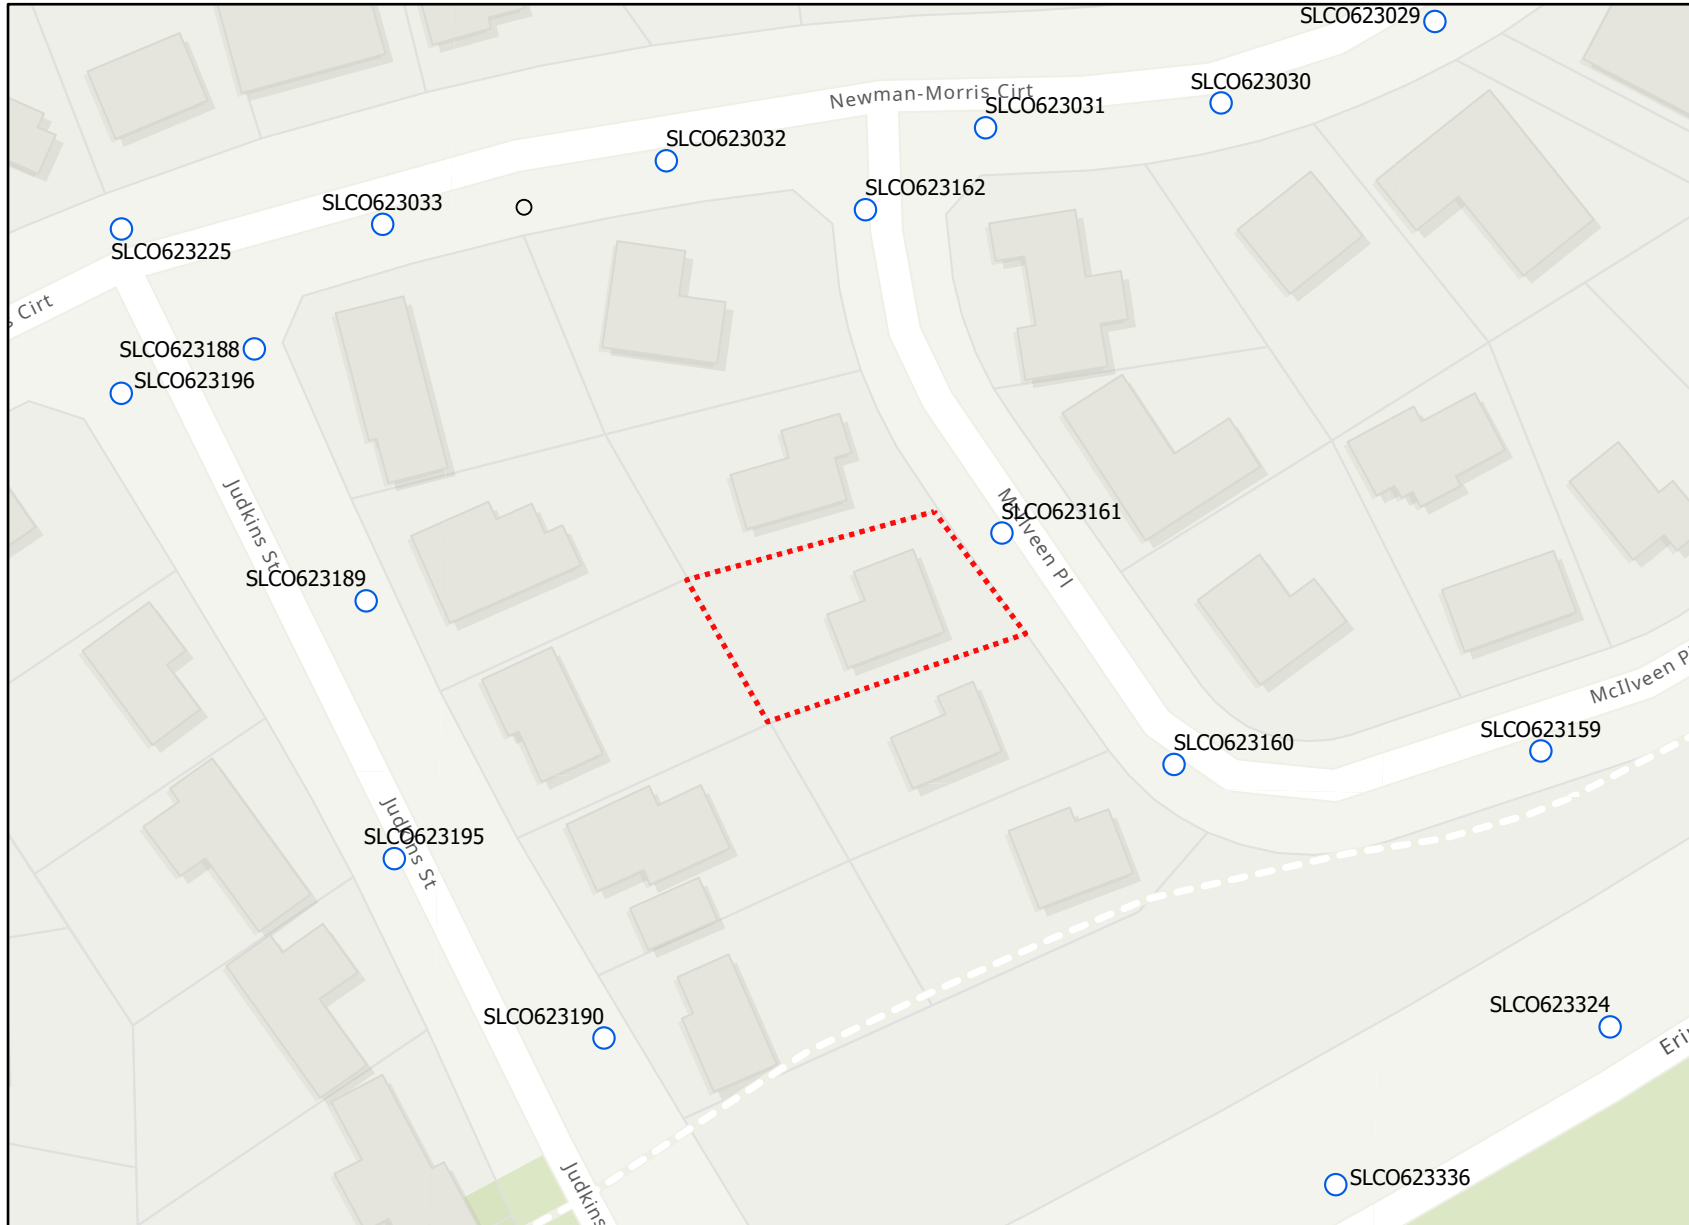 SLCO623029
SLCO623030
Newman-Morris Cirt
SLCO623031
SLCO623032
SLCO623162
SLCO623033
SLCO623225
s Cirt
SLCO623188
SLCO623196
Judkins St
McIlveen Pl
SLCO623161
SLCO623189
McIlveen P
SLCO623159
SLCO623160
Judkins St
SLCO623195
SLCO623324
SLCO623190
Eri
SLCO623336
Judkins